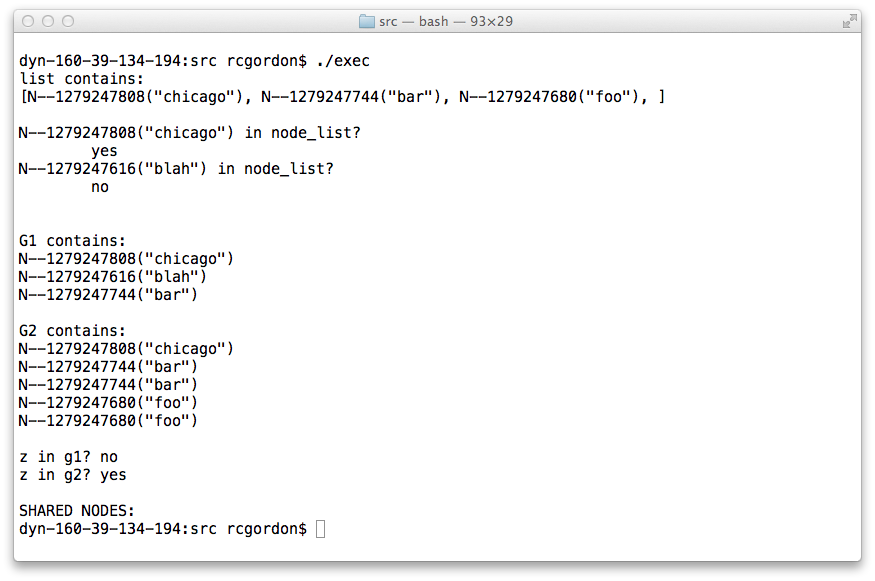 src — bash — 93×29
dyn-160-39-134-194:src rcgordon$ ./exec
list contains:
[N--1279247808("chicago"), N--1279247744("bar"), N--1279247680("foo"), ]
N--1279247808("chicago") in node_list?
yes
N--1279247616("blah") in node_list?
no
G1 contains:
N--1279247808("chicago")
N--1279247616("blah")
N--1279247744("bar")
G2 contains:
N--1279247808("chicago")
N--1279247744("bar")
N--1279247744("bar")
N--1279247680("foo")
N--1279247680("foo")
z in g1? no
z in g2? yes
SHARED NODES:
dyn-160-39-134-194:src rcgordon$